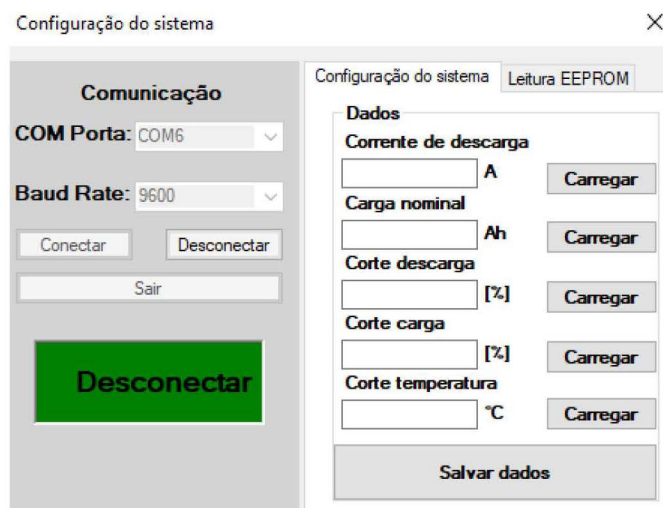 Configuração do sistema
Comunicação
COM Porta: COM6
Baud Rate: 9600
Conectar Desconectar
Sair
Desconectar
Configuração do sistema Leitura EEPROM
Dados
Corrente de descarga
A Carregar
Carga nominal
Ah Carregar
Corte descarga
[%] Carregar
Corte carga
[%] Carregar
Corte temperatura
°C Carregar
Salvar dados